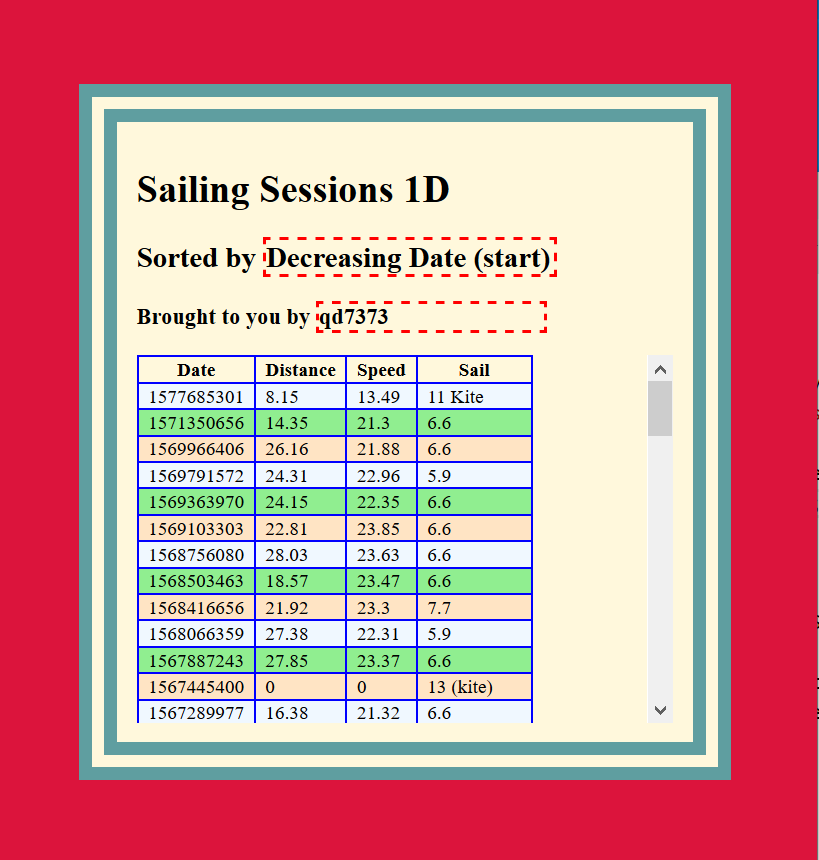 Sailing Sessions 1D
Sorted by Decreasing Date (start)
Brought to you by qd7373
Date Distance Speed Sail
1577685301 8.15 13.49 11 Kite
1571350656 14.35 21.3 6.6
1569966406 26.16 21.88 6.6
1569791572 24.31 22.96 5.9
1569363970 24.15 22.35 6.6
1569103303 22.81 23.85 6.6
1568756080 28.03 23.63 6.6
1568503463 18.57 23.47 6.6
1568416656 21.92 23.3 7.7
1568066359 27.38 22.31 5.9
1567887243 27.85 23.37 6.6
1567445400 0 0 13 (kite)
1567289977 16.38 21.32 6.6